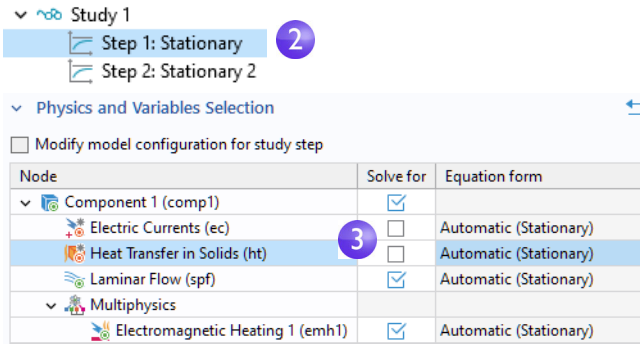 Study 1
Step 1: Stationary 2
Step 2: Stationary 2
Physics and Variables Selection
Modify model configuration for study step
Node Solve for Equation form
Component 1 (comp1)
Electric Currents (ec) Automatic (Stationary)
3
Heat Transfer in Solids (ht) Automatic (Stationary)
Laminar Flow (spf) Automatic (Stationary)
Multiphysics
Electromagnetic Heating 1 (emh1) Automatic (Stationary)